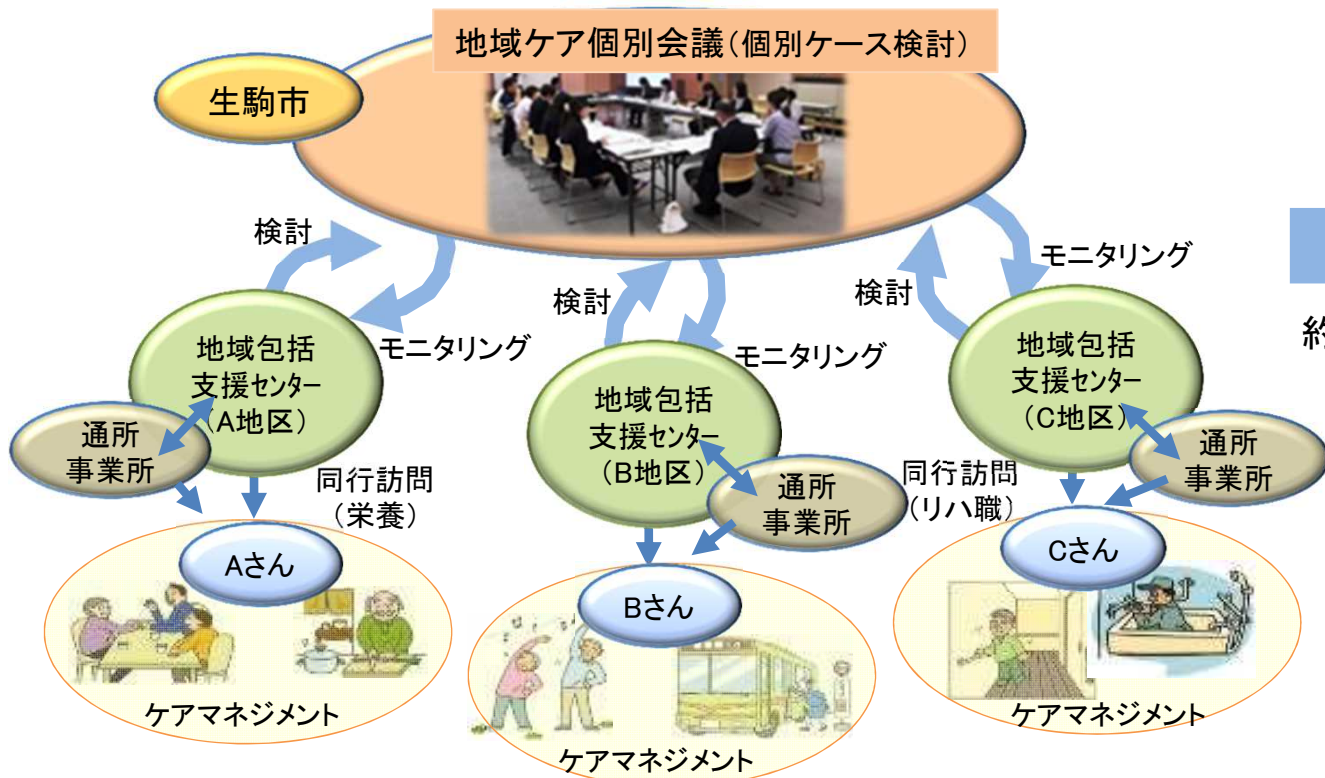 地域ケア個別会議（個別ケース検討）
生駒市
検討
モニタリング
検討
モニタリング
検討
モニタリング
約
地域包括
支援センター
（A地区）
通所
事業所
同行訪問
（栄養）
Aさん
ケアマネジメント
地域包括
支援センター
（B地区）
通所
事業所
Bさん
ケアマネジメント
地域包括
支援センター
（C地区）
通所
事業所
同行訪問
（リハ職）
Cさん
ケアマネジメント